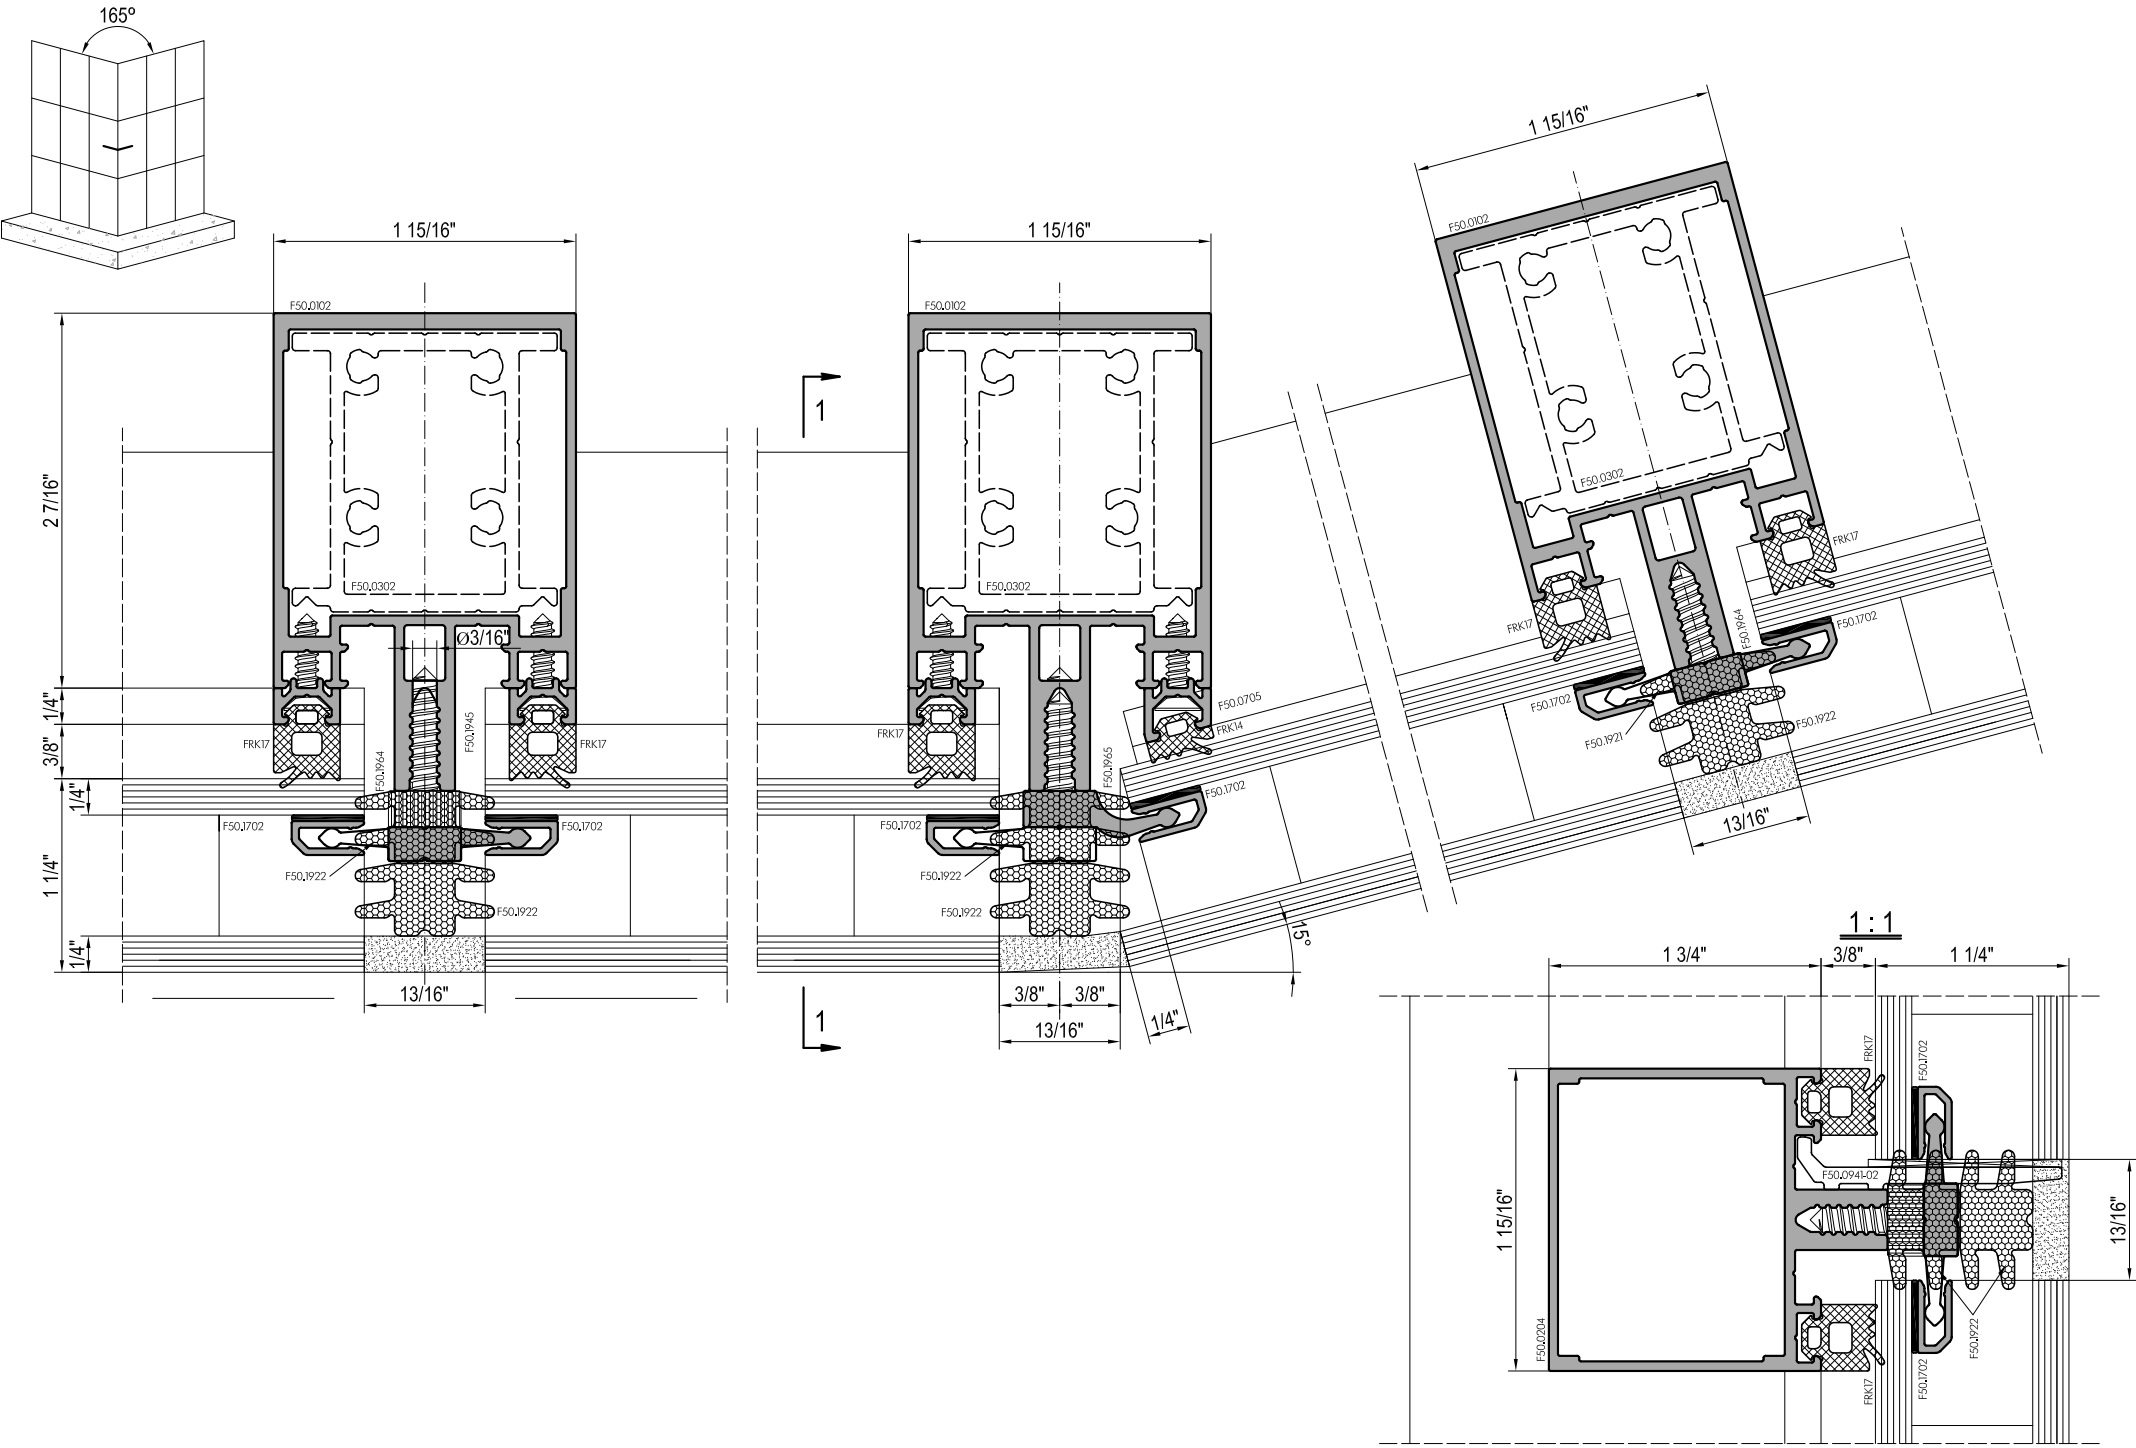 165º
1 15/16"
F50.0102
F50.0302
2 7/16"
Ø3/16"
1/4"
3/8"
1/4"
1 1/4"
1/4"
FRK17
FRK17
F50.1964
F50.1945
F50.1702
F50.1702
F50.1922
F50.1922
13/16"
1
1
1 15/16"
F50.0102
F50.0302
FRK17
F50.0705
FRK14
F50.1965
F50.1702
F50.1702
F50.1922
F50.1922
15°
3/8"
3/8"
13/16"
1/4"
1 15/16"
F50.0102
F50.0302
FRK17
FRK17
F50.1964
F50.1702
F50.1702
F50.1921
F50.1922
13/16"
1 : 1
1 3/4"
3/8"
1 1/4"
FRK17
F50.1702
F50.0941-02
1 15/16"
13/16"
F50.0204
FRK17
F50.1702
F50.1922